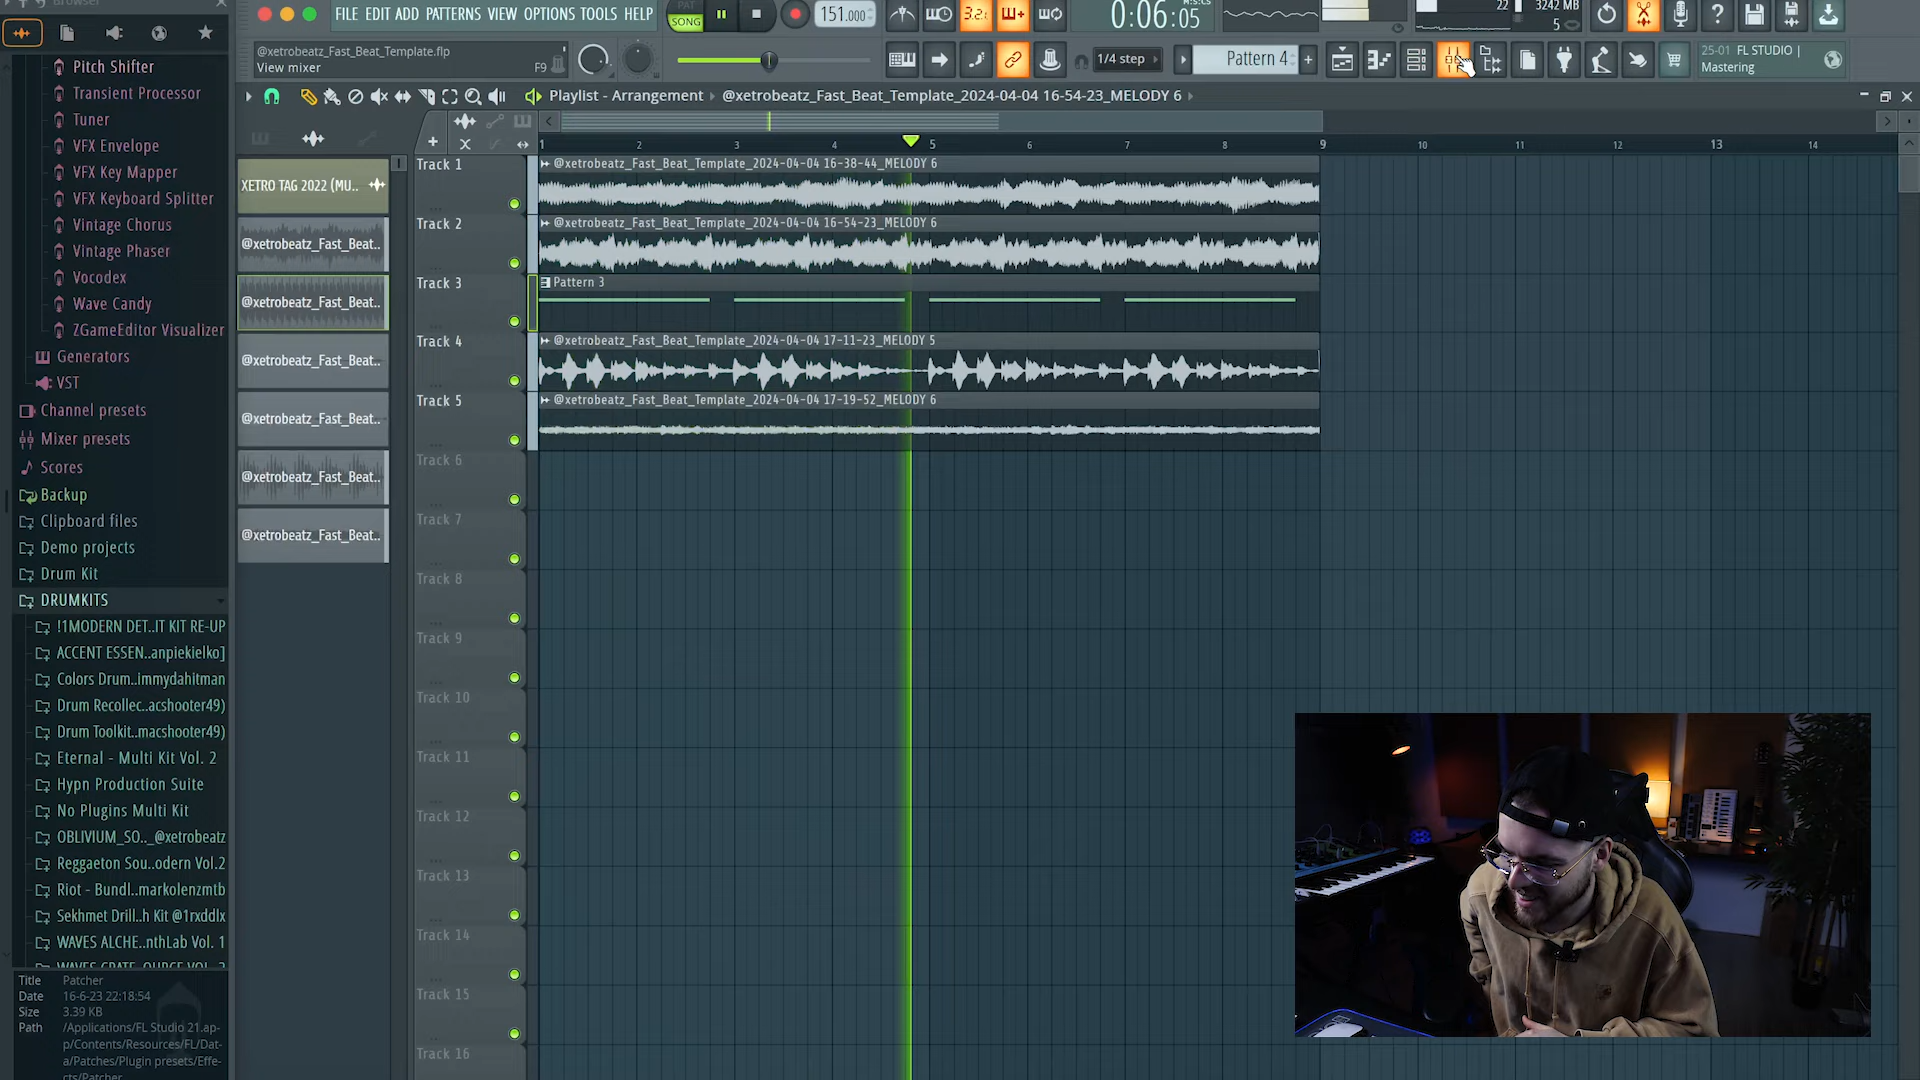 FILE EDIT ADD PATTERNS VIEW OPTIONS TOOLS HELP
PAT
SONG
151.000
3.2.
0:06:05
M:S:CS
22
3242 MB
5
@xetrobeatz_Fast_Beat_Template.flp
View mixer
F9
1/4 step
Pattern 4
25-01 FL STUDIO |
Mastering
Playlist - Arrangement
@xetrobeatz_Fast_Beat_Template_2024-04-04 16-54-23_MELODY 6
1 2 3 4 5 6 7 8 9 10 11 12 13 14
Pitch Shifter
Transient Processor
Tuner
VFX Envelope
VFX Key Mapper
VFX Keyboard Splitter
Vintage Chorus
Vintage Phaser
Vocodex
Wave Candy
ZGameEditor Visualizer
Generators
VST
Channel presets
Mixer presets
Scores
Backup
Clipboard files
Demo projects
Drum Kit
DRUMKITS
!1MODERN DET..IT KIT RE-UP
ACCENT ESSEN..anpiekielko]
Colors Drum..immydahitman
Drum Recollec..acshooter49)
Drum Toolkit..macshooter49)
Eternal - Multi Kit Vol. 2
Hypn Production Suite
No Plugins Multi Kit
OBLIVIUM_SO.._@xetrobeatz
Reggaeton Sou..odern Vol.2
Riot - Bundl..markolenzmtb
Sekhmet Drill..h Kit @1rxddlx
WAVES ALCHE..nthLab Vol. 1
Title Patcher
Date 16-6-23 22:18:54
Size 3.39 KB
Path /Applications/FL Studio 21.ap-
p/Contents/Resources/FL/Dat-
a/Patches/Plugin presets/Effe-
cts/Patcher
XETRO TAG 2022 (MU..
@xetrobeatz_Fast_Beat..
@xetrobeatz_Fast_Beat..
@xetrobeatz_Fast_Beat..
@xetrobeatz_Fast_Beat..
@xetrobeatz_Fast_Beat..
@xetrobeatz_Fast_Beat..
Track 1
@xetrobeatz_Fast_Beat_Template_2024-04-04 16-38-44_MELODY 6
Track 2
@xetrobeatz_Fast_Beat_Template_2024-04-04 16-54-23_MELODY 6
Track 3
Pattern 3
Track 4
@xetrobeatz_Fast_Beat_Template_2024-04-04 17-11-23_MELODY 5
Track 5
@xetrobeatz_Fast_Beat_Template_2024-04-04 17-19-52_MELODY 6
Track 6
Track 7
Track 8
Track 9
Track 10
Track 11
Track 12
Track 13
Track 14
Track 15
Track 16